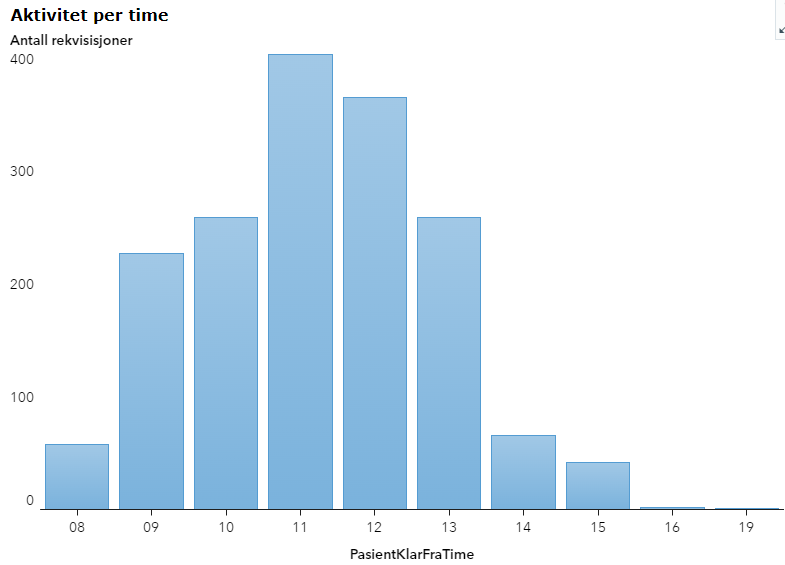 Aktivitet per time
Antall rekvisisjoner
400
300
200
100
0
08 09 10 11 12 13 14 15 16 19
PasientKlarFraTime